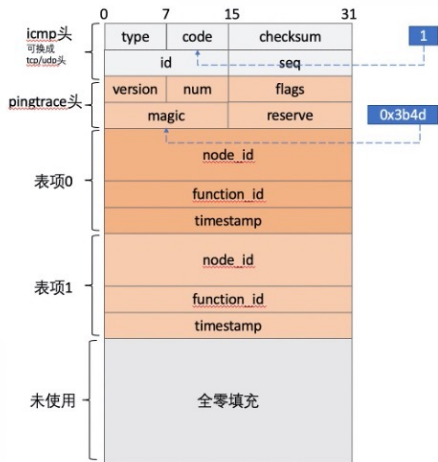 0 7 15 31
icmp头
可换成
tcp/udp头
type code checksum
1
id seq
pingtrace头
version num flags
magic reserve
0x3b4d
表项0
node_id
function_id
timestamp
表项1
node_id
function_id
timestamp
未使用
全零填充